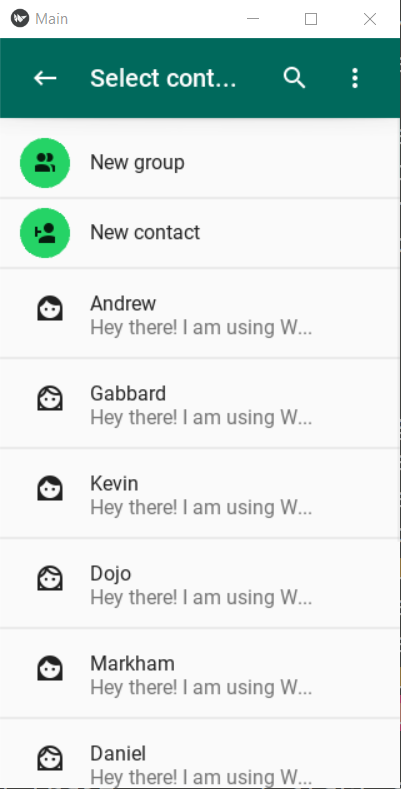 Main
Select cont...
New group
New contact
Andrew
Hey there! I am using W...
Gabbard
Hey there! I am using W...
Kevin
Hey there! I am using W...
Dojo
Hey there! I am using W...
Markham
Hey there! I am using W...
Daniel
Hey there! I am using W...